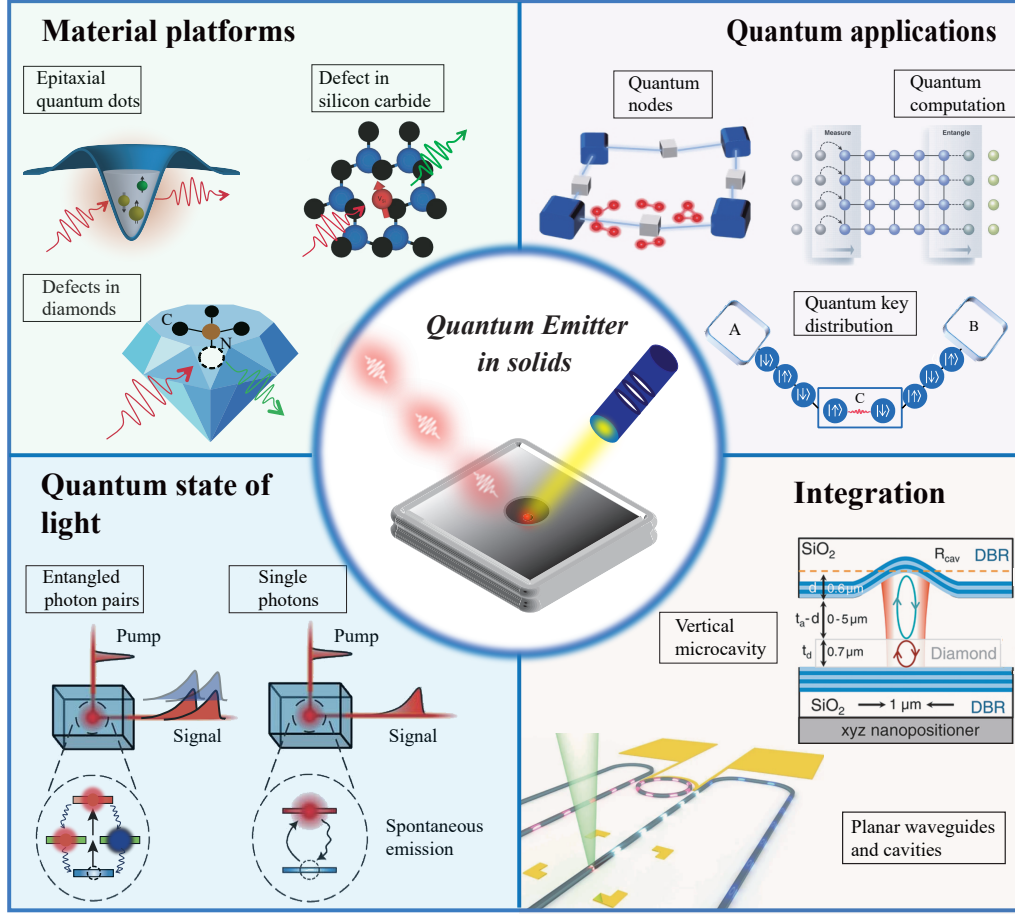 Material platforms
Epitaxial
quantum dots
Defect in
silicon carbide
Defects in
diamonds
C
N
Quantum applications
Quantum
nodes
Quantum
computation
Measure
Entangle
Quantum key
distribution
A
B
|↓⟩
|↑⟩
|↓⟩
|↑⟩
|↓⟩
C
|↑⟩
|↓⟩
|↑⟩
|↓⟩
|↑⟩
|↓⟩
Quantum Emitter
in solids
Quantum state of
light
Entangled
photon pairs
Single
photons
Pump
Pump
Signal
Signal
Spontaneous
emission
Integration
Vertical
microcavity
SiO₂
R_cav
DBR
d
0.6μm
tₐ-d
0-5μm
t_d
0.7μm
Diamond
SiO₂
1 μm
DBR
xyz nanopositioner
Planar waveguides
and cavities